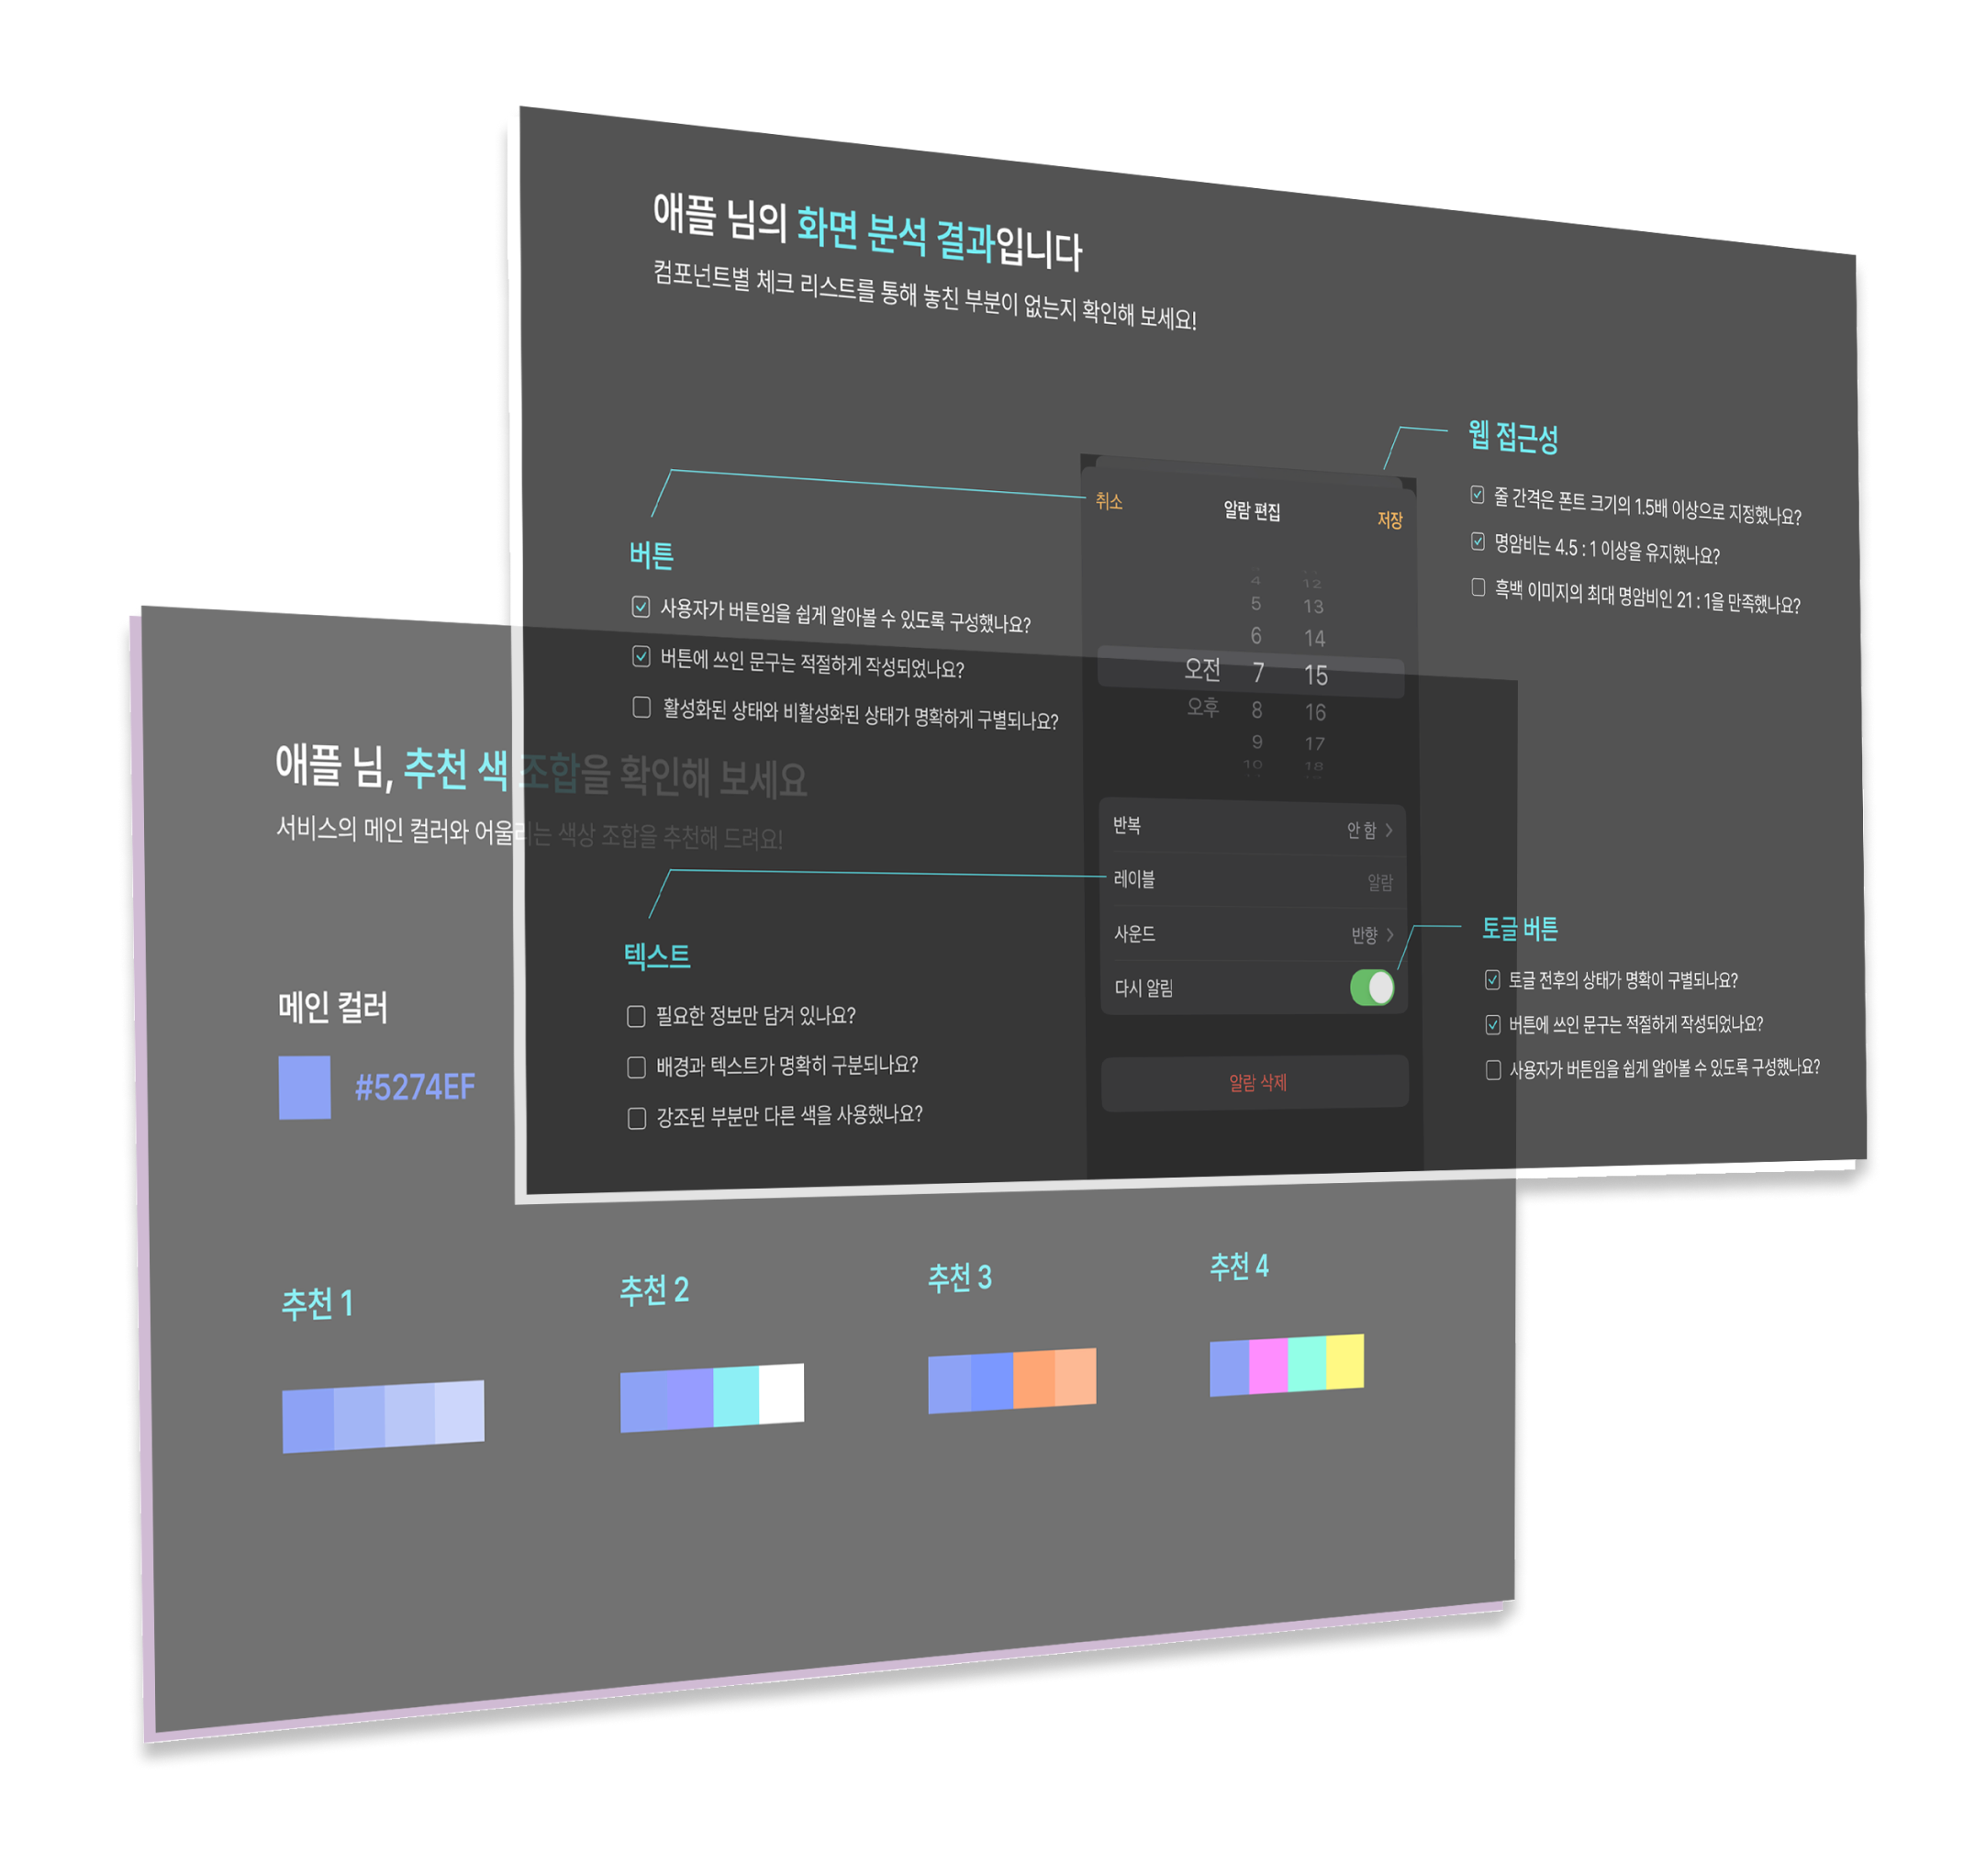 애플 님의 화면 분석 결과입니다
컴포넌트별 체크 리스트를 통해 놓친 부분이 없는지 확인해 보세요!
웹 접근성
줄 간격은 폰트 크기의 1.5배 이상으로 지정했나요?
명암비는 4.5 : 1 이상을 유지했나요?
흑백 이미지의 최대 명암비인 21 : 1을 만족했나요?
버튼
사용자가 버튼임을 쉽게 알아볼 수 있도록 구성했나요?
버튼에 쓰인 문구는 적절하게 작성되었나요?
활성화된 상태와 비활성화된 상태가 명확하게 구별되나요?
취소 알람 편집 저장
4 12
5 13
6 14
오전 7 15
오후 8 16
9 17
10 18
반복 안 함
레이블 알람
사운드 반향
다시 알림
알람 삭제
텍스트
필요한 정보만 담겨 있나요?
배경과 텍스트가 명확히 구분되나요?
강조된 부분만 다른 색을 사용했나요?
토글 버튼
토글 전후의 상태가 명확이 구별되나요?
버튼에 쓰인 문구는 적절하게 작성되었나요?
사용자가 버튼임을 쉽게 알아볼 수 있도록 구성했나요?
애플 님, 추천 색 조합을 확인해 보세요
서비스의 메인 컬러와 어울리는 색상 조합을 추천해 드려요!
메인 컬러
#5274EF
추천 1
추천 2
추천 3
추천 4